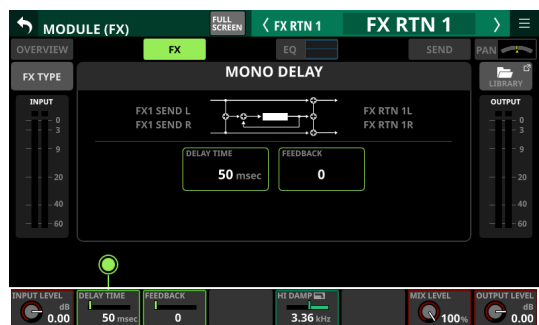 MODULE (FX)
FULL SCREEN
FX RTN 1
FX RTN 1
OVERVIEW
FX
EQ
SEND
PAN
FX TYPE
MONO DELAY
LIBRARY
INPUT
OUTPUT
FX1 SEND L
FX1 SEND R
FX RTN 1L
FX RTN 1R
0
3
9
20
40
60
0
3
9
20
40
60
DELAY TIME
50 msec
FEEDBACK
0
INPUT LEVEL
dB
0.00
DELAY TIME
50 msec
FEEDBACK
0
HI DAMP
3.36 kHz
MIX LEVEL
100%
OUTPUT LEVEL
dB
0.00